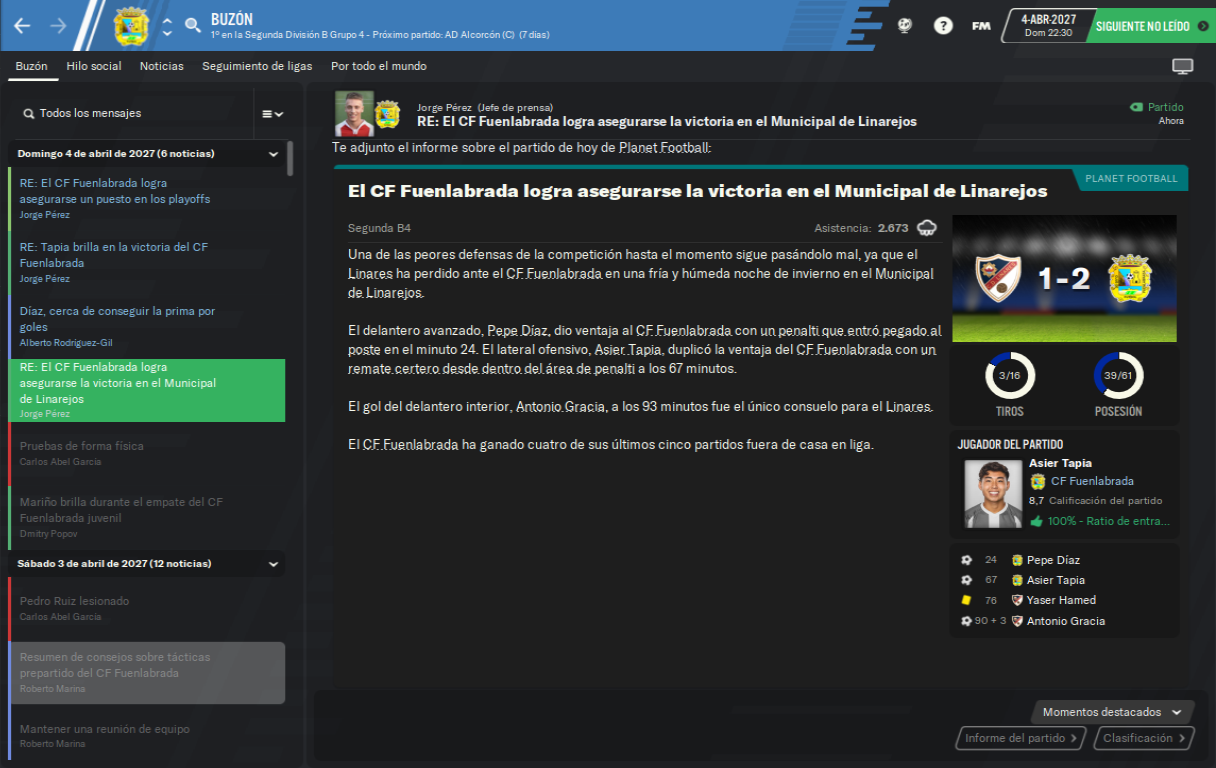 BUZÓN
1º en la Segunda División B Grupo 4 - Próximo partido: AD Alcorcón (C) (7 días)
?
FM
4-ABR-2027
Dom 22:30
SIGUIENTE NO LEÍDO
Buzón
Hilo social
Noticias
Seguimiento de ligas
Por todo el mundo
Todos los mensajes
Domingo 4 de abril de 2027 (6 noticias)
RE: El CF Fuenlabrada logra
asegurarse un puesto en los playoffs
Jorge Pérez
RE: Tapia brilla en la victoria del CF
Fuenlabrada
Jorge Pérez
Díaz, cerca de conseguir la prima por
goles
Alberto Rodríguez-Gil
RE: El CF Fuenlabrada logra
asegurarse la victoria en el Municipal
de Linarejos
Jorge Pérez
Pruebas de forma física
Carlos Abel García
Mariño brilla durante el empate del CF
Fuenlabrada juvenil
Dmitry Popov
Sábado 3 de abril de 2027 (12 noticias)
Pedro Ruiz lesionado
Carlos Abel García
Resumen de consejos sobre tácticas
prepartido del CF Fuenlabrada
Roberto Marina
Mantener una reunión de equipo
Roberto Marina
Jorge Pérez (Jefe de prensa)
RE: El CF Fuenlabrada logra asegurarse la victoria en el Municipal de Linarejos
Partido
Ahora
Te adjunto el informe sobre el partido de hoy de Planet Football:
El CF Fuenlabrada logra asegurarse la victoria en el Municipal de Linarejos
PLANET FOOTBALL
Segunda B4
Asistencia: 2.673
Una de las peores defensas de la competición hasta el momento sigue pasándolo mal, ya que el
Linares ha perdido ante el CF Fuenlabrada en una fría y húmeda noche de invierno en el Municipal
de Linarejos.
El delantero avanzado, Pepe Díaz, dio ventaja al CF Fuenlabrada con un penalti que entró pegado al
poste en el minuto 24. El lateral ofensivo, Asier Tapia, duplicó la ventaja del CF Fuenlabrada con un
remate certero desde dentro del área de penalti a los 67 minutos.
El gol del delantero interior, Antonio Gracia, a los 93 minutos fue el único consuelo para el Linares.
El CF Fuenlabrada ha ganado cuatro de sus últimos cinco partidos fuera de casa en liga.
1-2
3/16
39/61
TIROS
POSESIÓN
JUGADOR DEL PARTIDO
Asier Tapia
CF Fuenlabrada
8,7 Calificación del partido
100% - Ratio de entra...
24 Pepe Díaz
67 Asier Tapia
76 Yaser Hamed
90 + 3 Antonio Gracia
Momentos destacados
Informe del partido
Clasificación